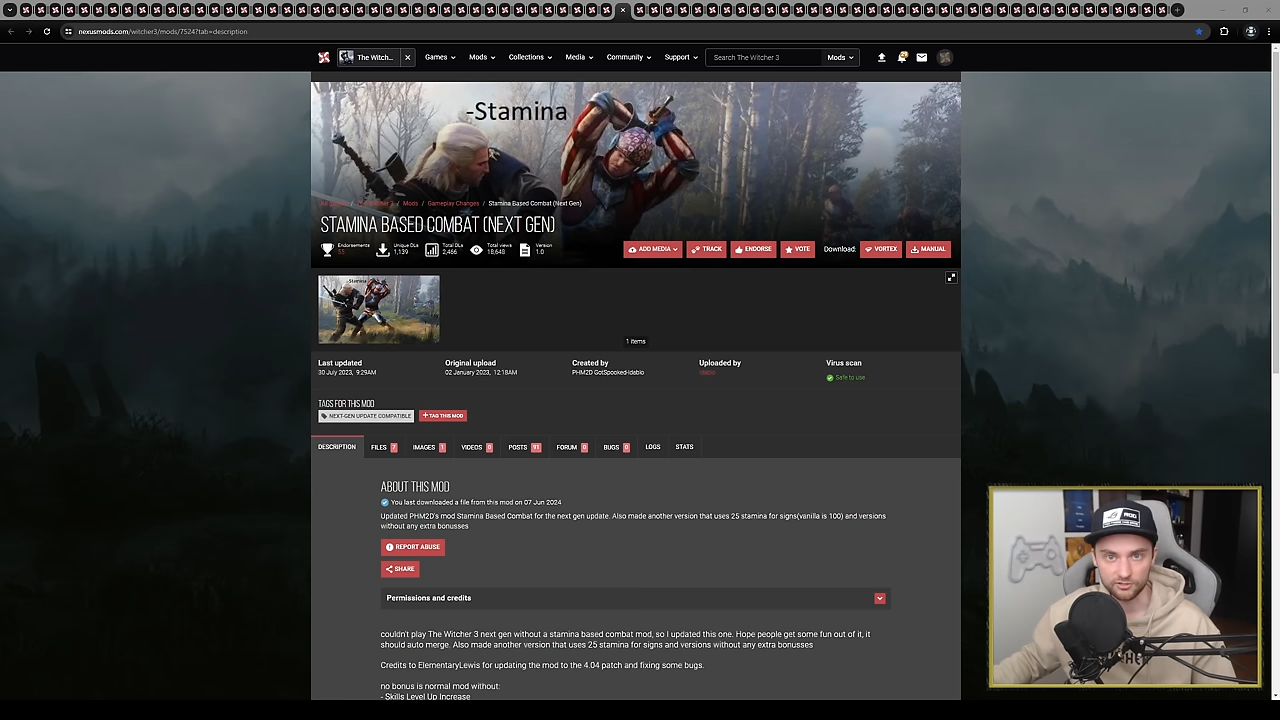 nexusmods.com/witcher3/mods/7524?tab=description
The Witch...
Games
Mods
Collections
Media
Community
Support
Search The Witcher 3
Mods
-Stamina
Mods / Gameplay Changes / Stamina Based Combat (Next Gen)
STAMINA BASED COMBAT (NEXT GEN)
Endorsements
55
Unique DLs
1,139
Total DLs
2,466
Total views
18,648
Version
1.0
ADD MEDIA
TRACK
ENDORSE
VOTE
Download:
VORTEX
MANUAL
1 items
Last updated
30 July 2023, 9:29AM
Original upload
02 January 2023, 12:18AM
Created by
PHM2D GotSpooked-Idablo
Uploaded by
Virus scan
Safe to use
TAGS FOR THIS MOD
NEXT-GEN UPDATE COMPATIBLE
TAG THIS MOD
DESCRIPTION
FILES 7
IMAGES 1
VIDEOS 0
POSTS 91
FORUM 0
BUGS 0
LOGS
STATS
ABOUT THIS MOD
You last downloaded a file from this mod on 07 Jun 2024
Updated PHM2D's mod Stamina Based Combat for the next gen update. Also made another version that uses 25 stamina for signs(vanilla is 100) and versions
without any extra bonusses
REPORT ABUSE
SHARE
Permissions and credits
couldn't play The Witcher 3 next gen without a stamina based combat mod, so I updated this one. Hope people get some fun out of it, it
should auto merge. Also made another version that uses 25 stamina for signs and versions without any extra bonusses
Credits to ElementaryLewis for updating the mod to the 4.04 patch and fixing some bugs.
no bonus is normal mod without:
- Skills Level Up Increase